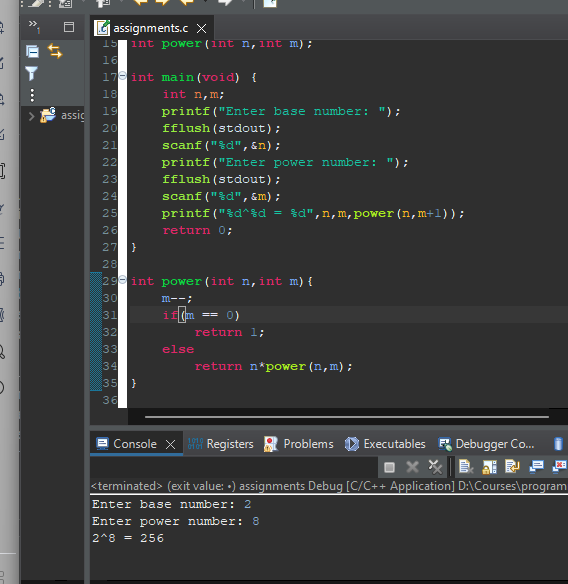 »1
assignments.c
assig
15 int power(int n,int m);
16
17 int main(void) {
18 int n,m;
19 printf("Enter base number: ");
20 fflush(stdout);
21 scanf("%d",&n);
22 printf("Enter power number: ");
23 fflush(stdout);
24 scanf("%d",&m);
25 printf("%d^%d = %d",n,m,power(n,m+1));
26 return 0;
27 }
28
29 int power(int n,int m){
30 m--;
31 if(m == 0)
32 return 1;
33 else
34 return n*power(n,m);
35 }
36
Console Registers Problems Executables Debugger Co...
<terminated> (exit value: •) assignments Debug [C/C++ Application] D:\Courses\program
Enter base number: 2
Enter power number: 8
2^8 = 256